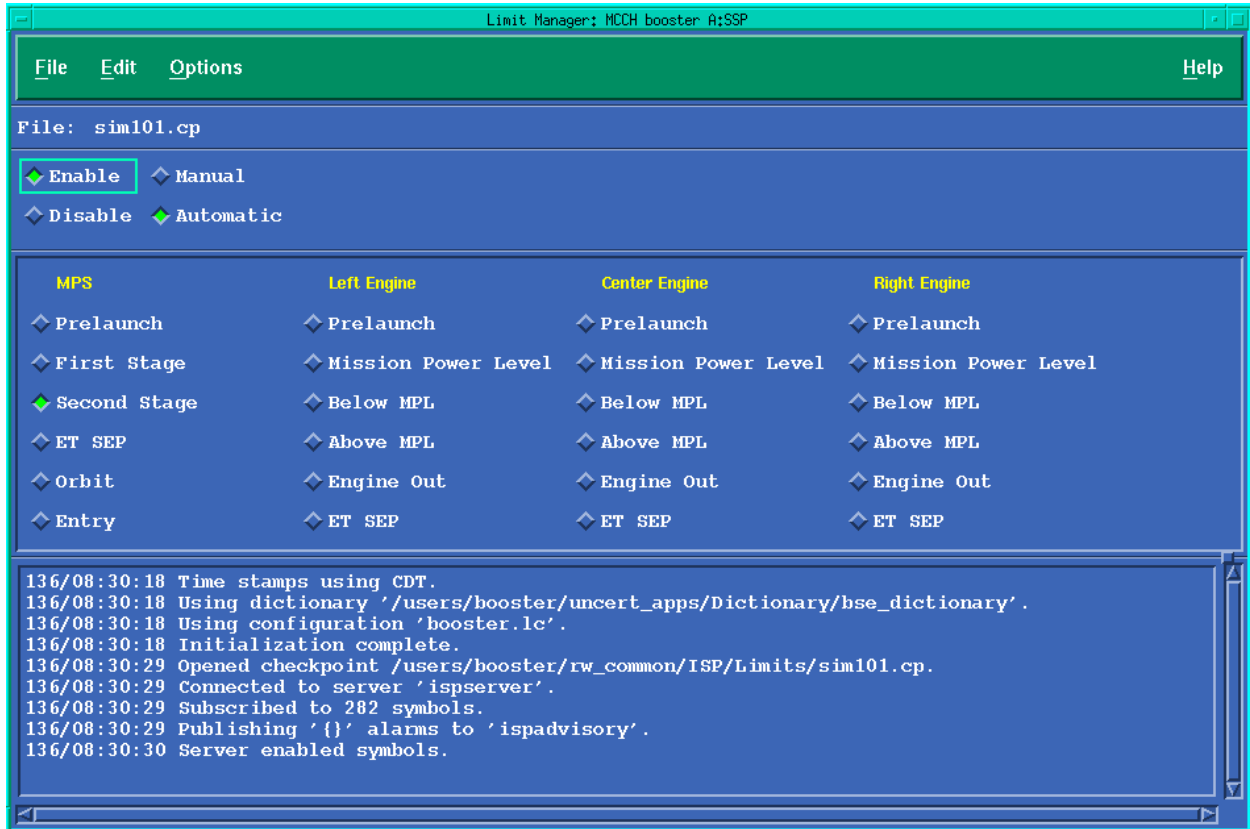 Limit Manager: MCCH booster A:SSP
File Edit Options Help
File: sim101.cp
Enable Manual
Disable Automatic
MPS Left Engine Center Engine Right Engine
Prelaunch Prelaunch Prelaunch Prelaunch
First Stage Mission Power Level Mission Power Level Mission Power Level
Second Stage Below MPL Below MPL Below MPL
ET SEP Above MPL Above MPL Above MPL
Orbit Engine Out Engine Out Engine Out
Entry ET SEP ET SEP ET SEP
136/08:30:18 Time stamps using CDT.
136/08:30:18 Using dictionary '/users/booster/uncert_apps/Dictionary/bse_dictionary'.
136/08:30:18 Using configuration 'booster.lc'.
136/08:30:18 Initialization complete.
136/08:30:29 Opened checkpoint /users/booster/rw_common/ISP/Limits/sim101.cp.
136/08:30:29 Connected to server 'ispserver'.
136/08:30:29 Subscribed to 282 symbols.
136/08:30:29 Publishing '{}' alarms to 'ispadvisory'.
136/08:30:30 Server enabled symbols.